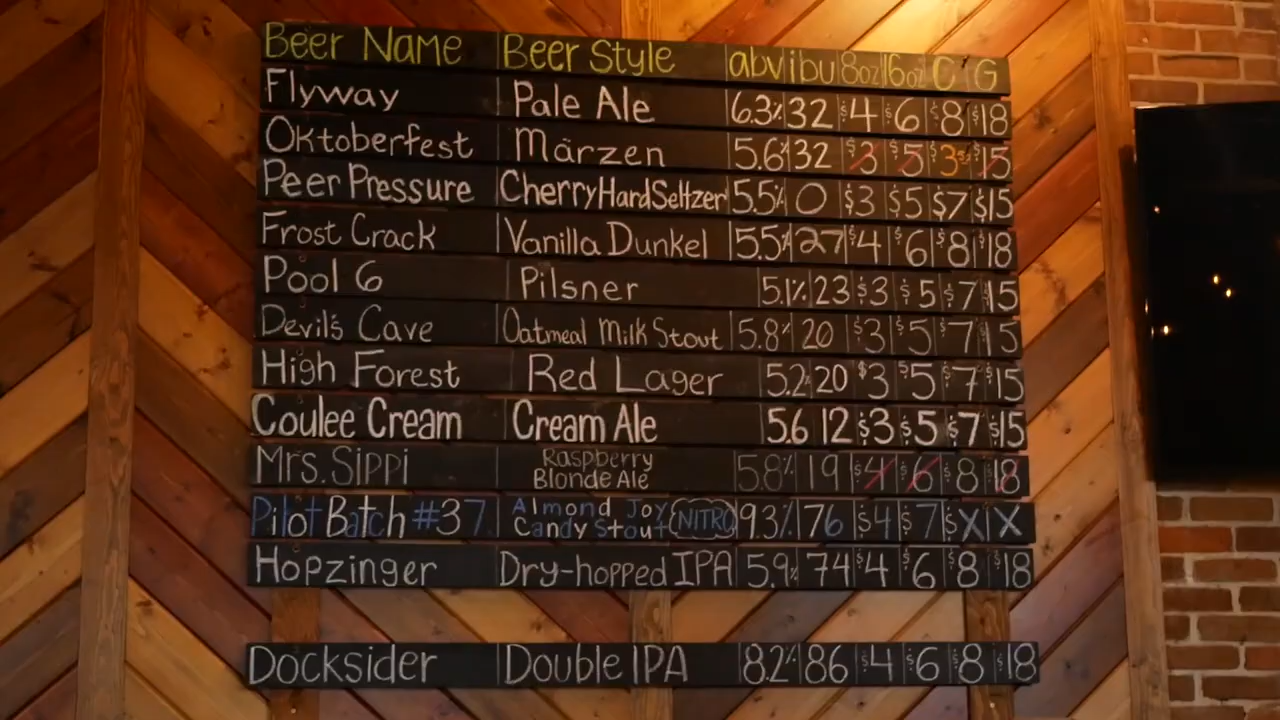 Beer Name Beer Style abv ibu 8oz 16oz C G
Flyway Pale Ale 6.3% 32 $4 $6 $8 $18
Oktoberfest Märzen 5.6% 32 $3 $5 $3.50 $15
Peer Pressure Cherry Hard Seltzer 5.5% 0 $3 $5 $7 $15
Frost Crack Vanilla Dunkel 5.5% 27 $4 $6 $8 $18
Pool 6 Pilsner 5.1% 23 $3 $5 $7 $15
Devil's Cave Oatmeal Milk Stout 5.8% 20 $3 $5 $7 $15
High Forest Red Lager 5.2% 20 $3 $5 $7 $15
Coulee Cream Cream Ale 5.6 12 $3 $5 $7 $15
Mrs. Sippi Raspberry Blonde Ale 5.8% 19 $4 $6 $8 $18
Pilot Batch #37 Almond Joy Candy Stout NITRO 9.3% 76 $4 $7 $X X
Hopzinger Dry-hopped IPA 5.9% 74 $4 $6 $8 $18
Docksider Double IPA 8.2% 86 $4 $6 $8 $18